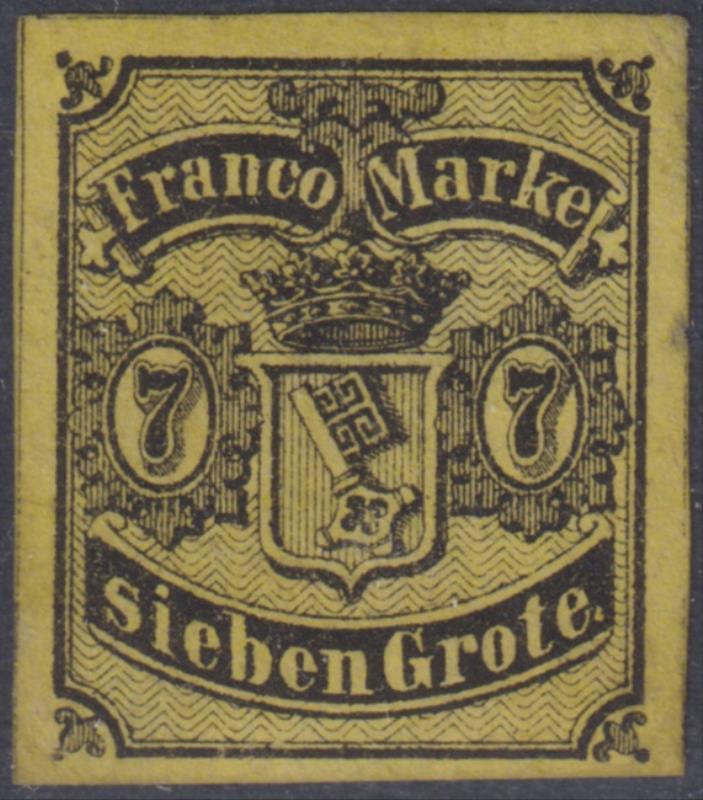 Franco Marke
7 7
sieben Grote.